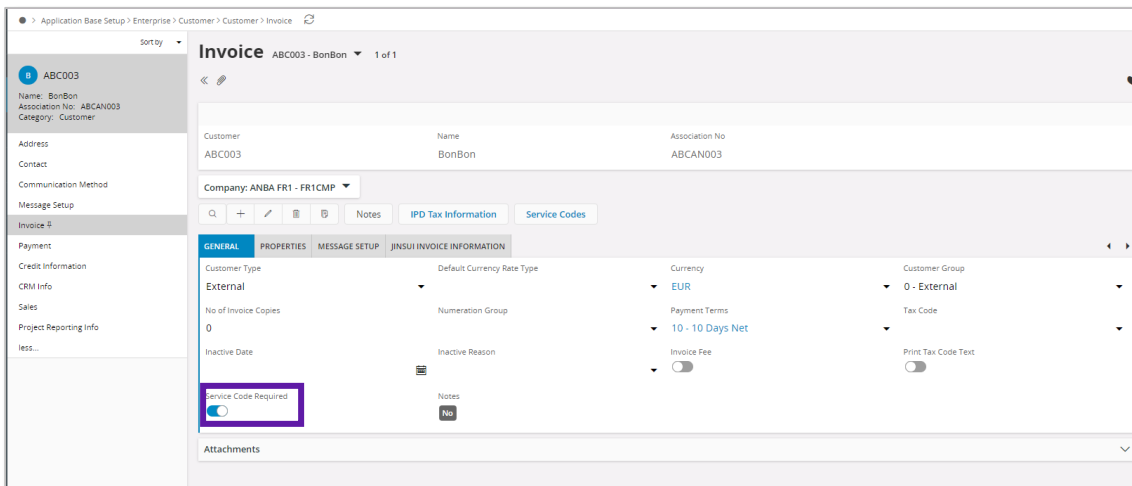 > Application Base Setup > Enterprise > Customer > Customer > Invoice
Sort by
B ABC003
Name: BonBon
Association No: ABCAN003
Category: Customer
Address
Contact
Communication Method
Message Setup
Invoice
Payment
Credit Information
CRM Info
Sales
Project Reporting Info
less...
Invoice ABC003 - BonBon 1 of 1
Customer Name Association No
ABC003 BonBon ABCAN003
Company: ANBA FR1 - FR1CMP
Notes IPD Tax Information Service Codes
GENERAL PROPERTIES MESSAGE SETUP JINSUI INVOICE INFORMATION
Customer Type Default Currency Rate Type Currency Customer Group
External EUR 0 - External
No of Invoice Copies Numeration Group Payment Terms Tax Code
0 10 - 10 Days Net
Inactive Date Inactive Reason Invoice Fee Print Tax Code Text
Service Code Required Notes
No
Attachments